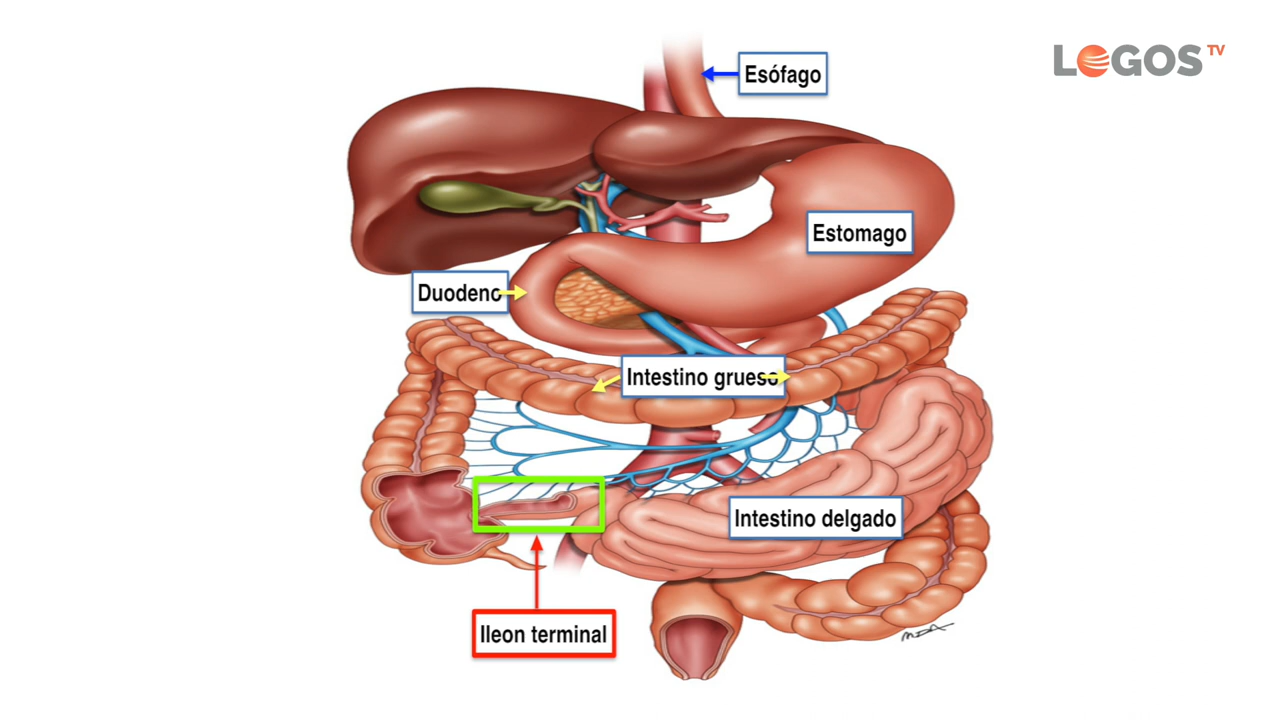 LOGOS TV
Esófago
Estomago
Duodeno
Intestino grueso
Intestino delgado
Ileon terminal